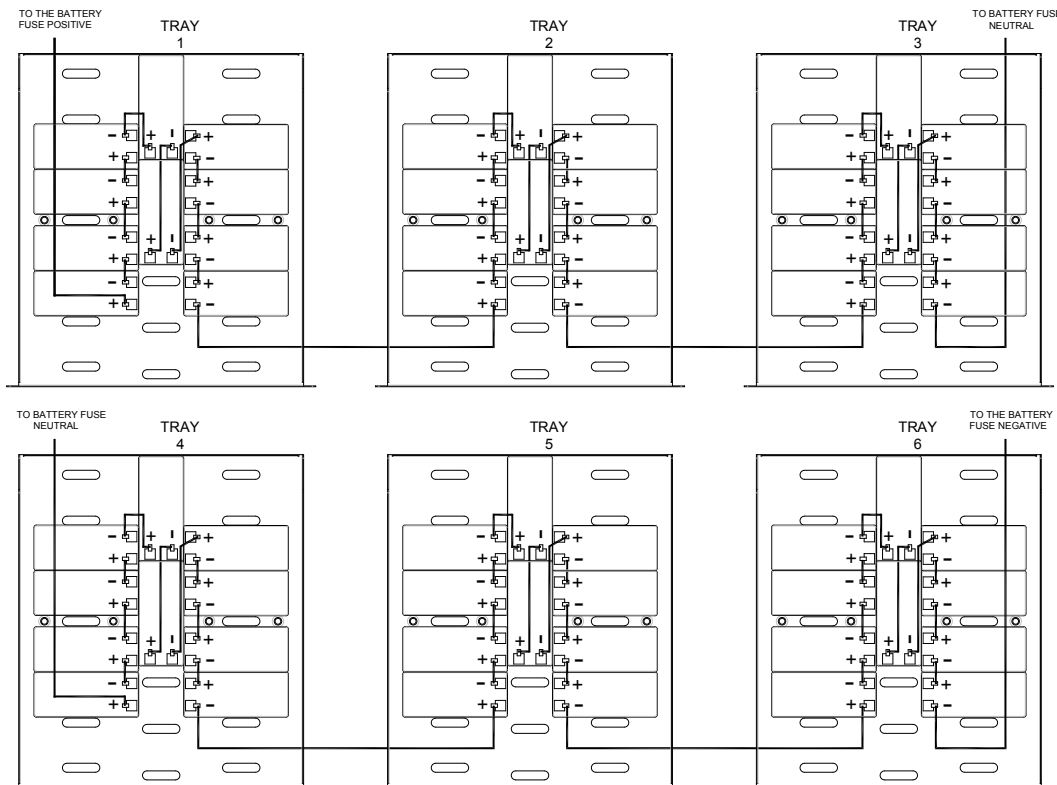 TO THE BATTERY
FUSE POSITIVE
TRAY
1
TRAY
2
TRAY
3
TO BATTERY FUSE
NEUTRAL
TO BATTERY FUSE
NEUTRAL
TRAY
4
TRAY
5
TRAY
6
TO THE BATTERY
FUSE NEGATIVE